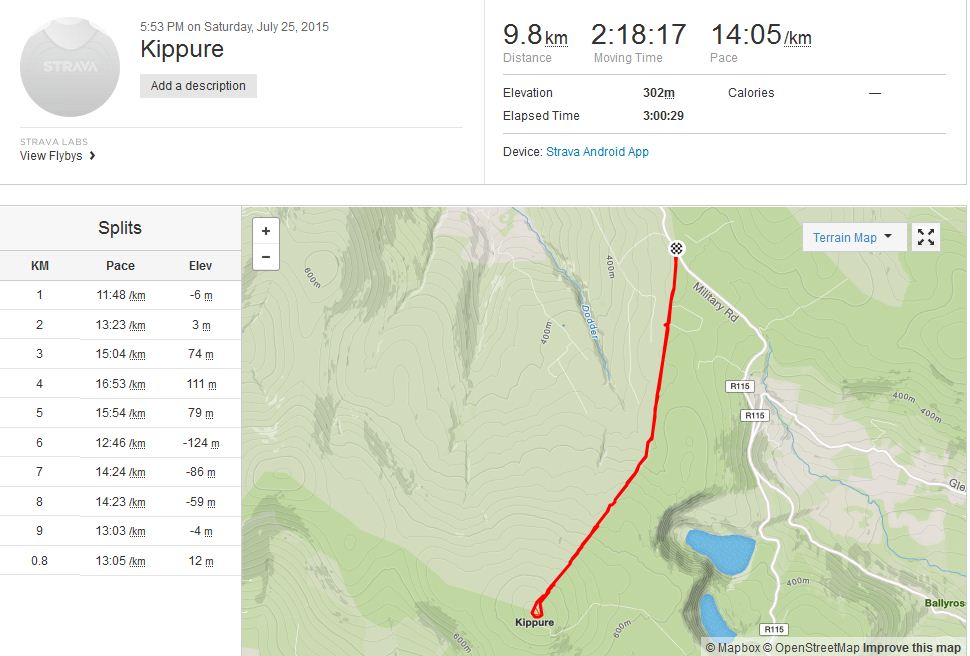 5:53 PM on Saturday, July 25, 2015
Kippure
STRAVA
Add a description
STRAVA LABS
View Flybys
9.8 km 2:18:17 14:05 /km
Distance Moving Time Pace
Elevation 302m Calories —
Elapsed Time 3:00:29
Device: Strava Android App
Splits
KM Pace Elev
1 11:48 /km -6 m
2 13:23 /km 3 m
3 15:04 /km 74 m
4 16:53 /km 111 m
5 15:54 /km 79 m
6 12:46 /km -124 m
7 14:24 /km -86 m
8 14:23 /km -59 m
9 13:03 /km -4 m
0.8 13:05 /km 12 m
+
−
Terrain Map
600m
400m
400m
Dodder
Military Rd
R115
R115
400m
400m
Gle
400m
Ballyros
Kippure
600m
600m
R115
© Mapbox © OpenStreetMap Improve this map